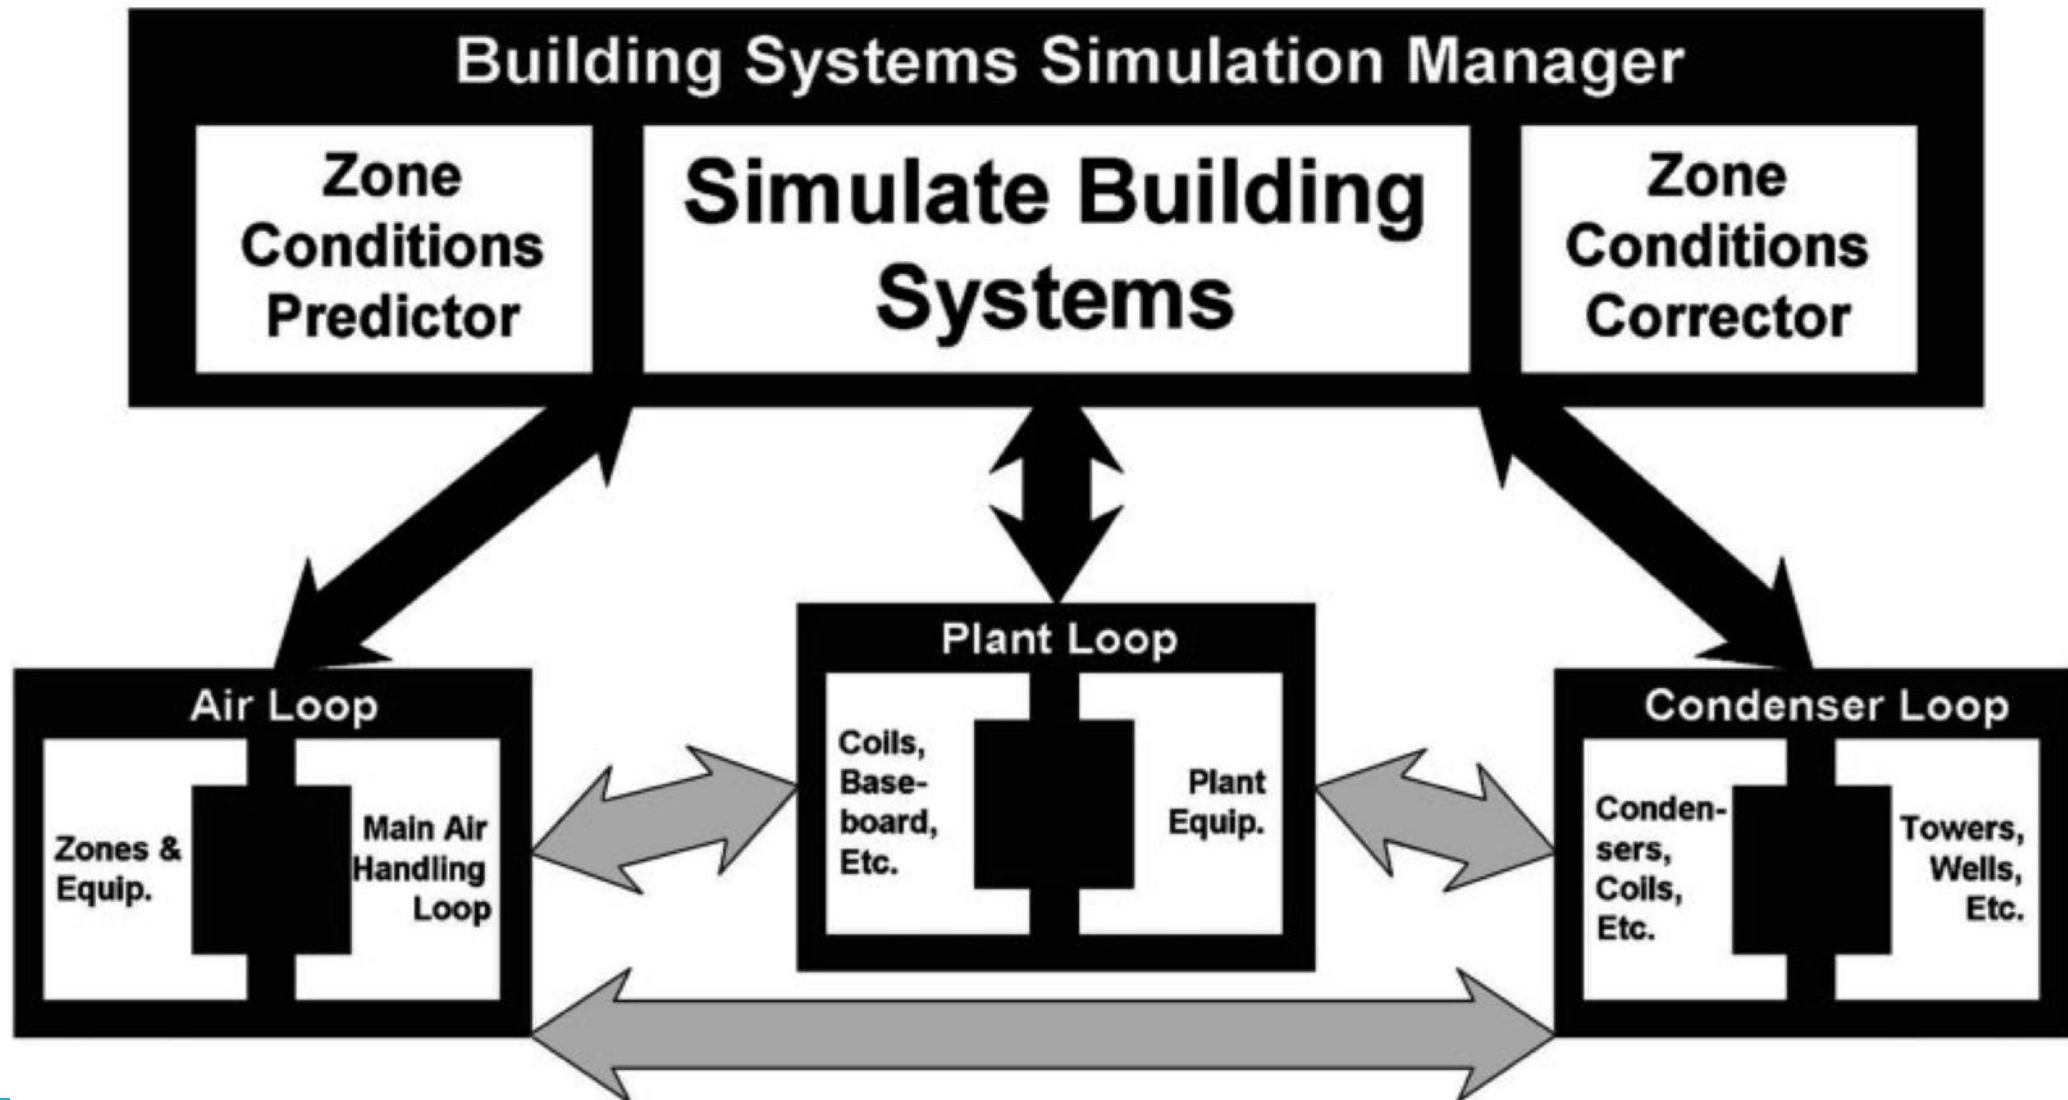 Building Systems Simulation Manager
Zone
Conditions
Predictor
Simulate Building
Systems
Zone
Conditions
Corrector
Air Loop
Zones &
Equip.
Main Air
Handling
Loop
Plant Loop
Coils,
Base-
board,
Etc.
Plant
Equip.
Condenser Loop
Conden-
sers,
Coils,
Etc.
Towers,
Wells,
Etc.